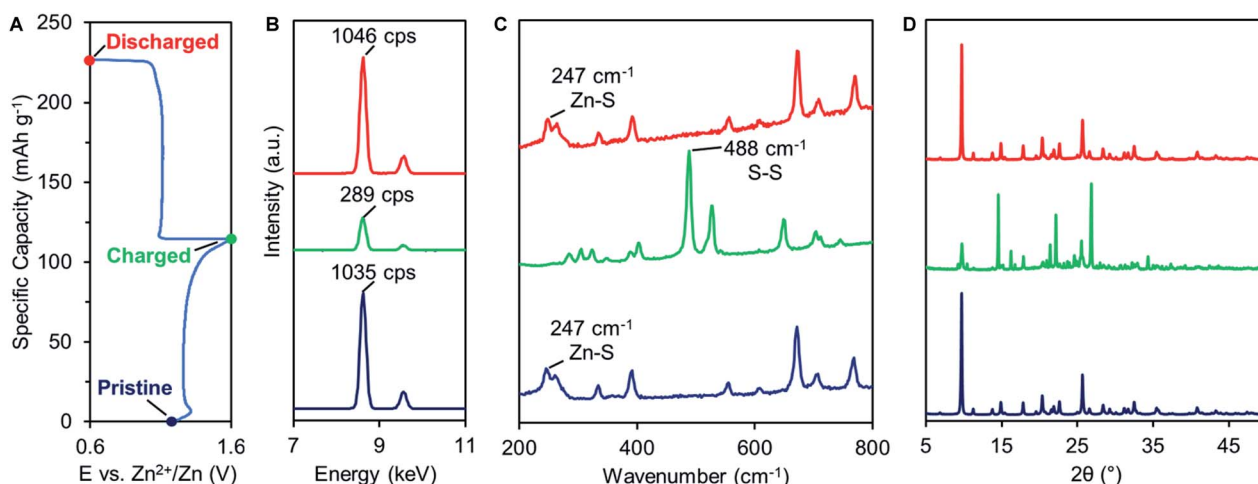 A
250
200
150
100
50
0
Specific Capacity (mAh g⁻¹)
Discharged
Charged
Pristine
0.6
1.6
E vs. Zn²⁺/Zn (V)
B
1046 cps
289 cps
1035 cps
Intensity (a.u.)
7
9
11
Energy (keV)
C
247 cm⁻¹
Zn-S
488 cm⁻¹
S-S
247 cm⁻¹
Zn-S
200
400
600
800
Wavenumber (cm⁻¹)
D
5
15
25
35
45
2θ (°)